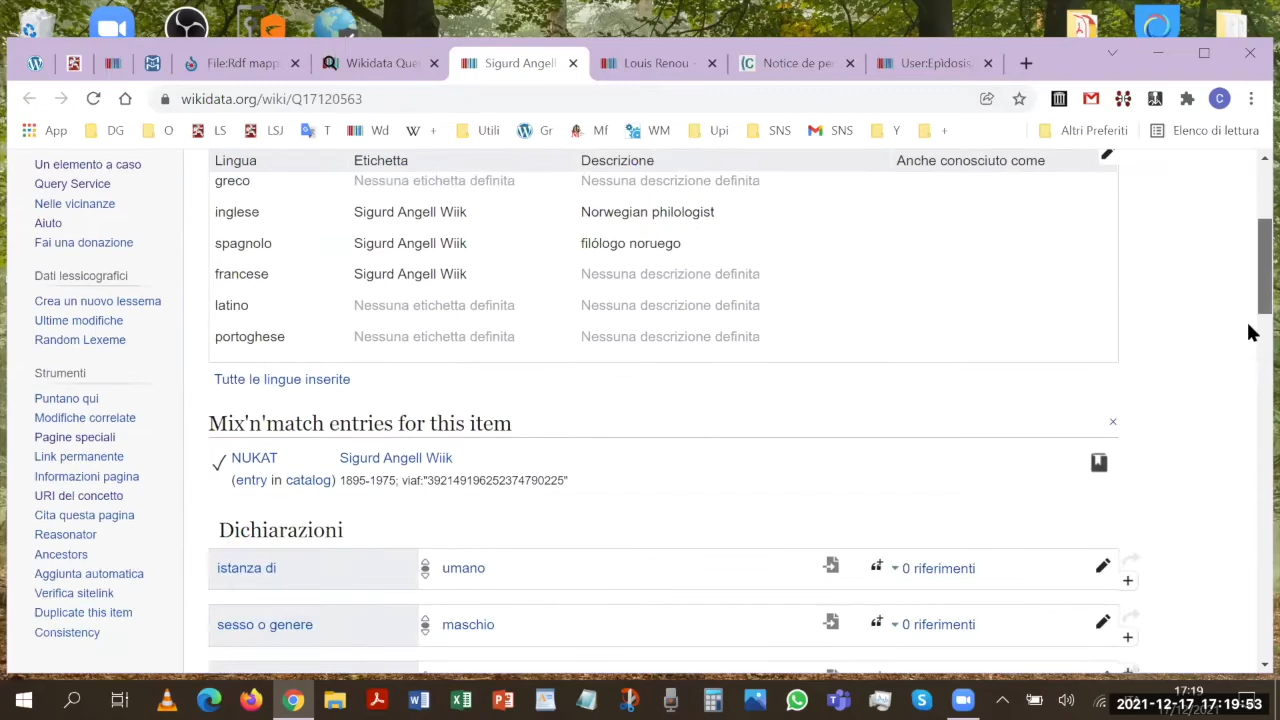 File:Rdf mapp
Wikidata Que
Sigurd Angell
Louis Renou -
Notice de per
User:Epìdosis
wikidata.org/wiki/Q17120563
C
App
DG
O
LS
LSJ
T
Wd
+
Utili
Gr
Mf
WM
Upi
SNS
SNS
Y
+
Altri Preferiti
Elenco di lettura
Un elemento a caso
Query Service
Nelle vicinanze
Aiuto
Fai una donazione
Dati lessicografici
Crea un nuovo lessema
Ultime modifiche
Random Lexeme
Strumenti
Puntano qui
Modifiche correlate
Pagine speciali
Link permanente
Informazioni pagina
URI del concetto
Cita questa pagina
Reasonator
Ancestors
Aggiunta automatica
Verifica sitelink
Duplicate this item
Consistency
Lingua Etichetta Descrizione Anche conosciuto come
greco Nessuna etichetta definita Nessuna descrizione definita
inglese Sigurd Angell Wiik Norwegian philologist
spagnolo Sigurd Angell Wiik filólogo noruego
francese Sigurd Angell Wiik Nessuna descrizione definita
latino Nessuna etichetta definita Nessuna descrizione definita
portoghese Nessuna etichetta definita Nessuna descrizione definita
Tutte le lingue inserite
Mix'n'match entries for this item
NUKAT Sigurd Angell Wiik
(entry in catalog) 1895-1975; viaf:"392149196252374790225"
Dichiarazioni
istanza di umano 0 riferimenti
sesso o genere maschio 0 riferimenti
17:19
2021-12-17 17:19:53